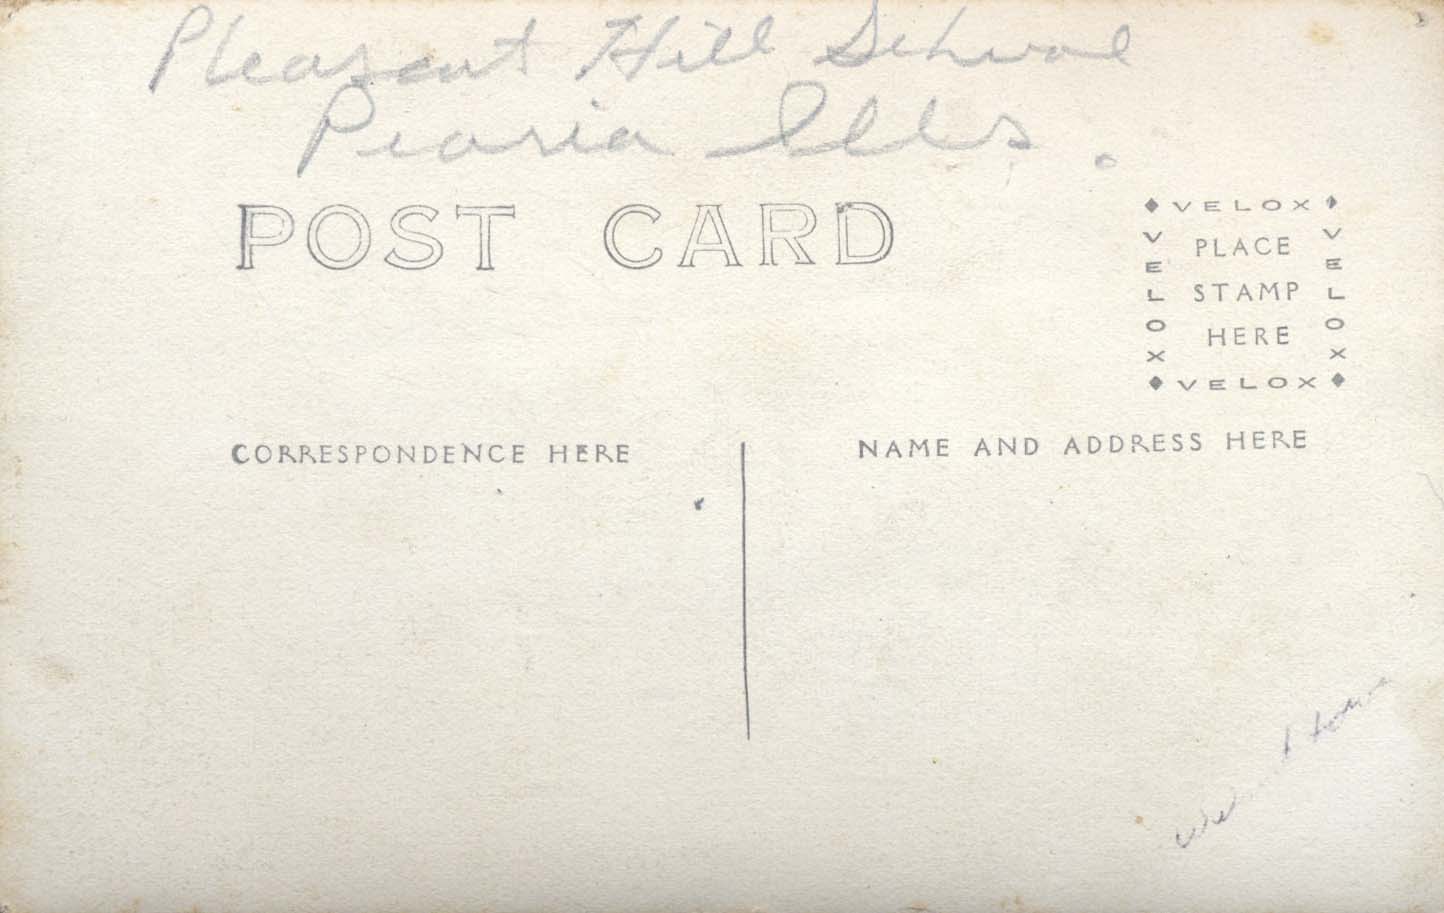 Pleasant Hill School
Peoria Ills.
POST CARD
VELOX
VELOX
PLACE
STAMP
HERE
VELOX
VELOX
CORRESPONDENCE HERE
NAME AND ADDRESS HERE